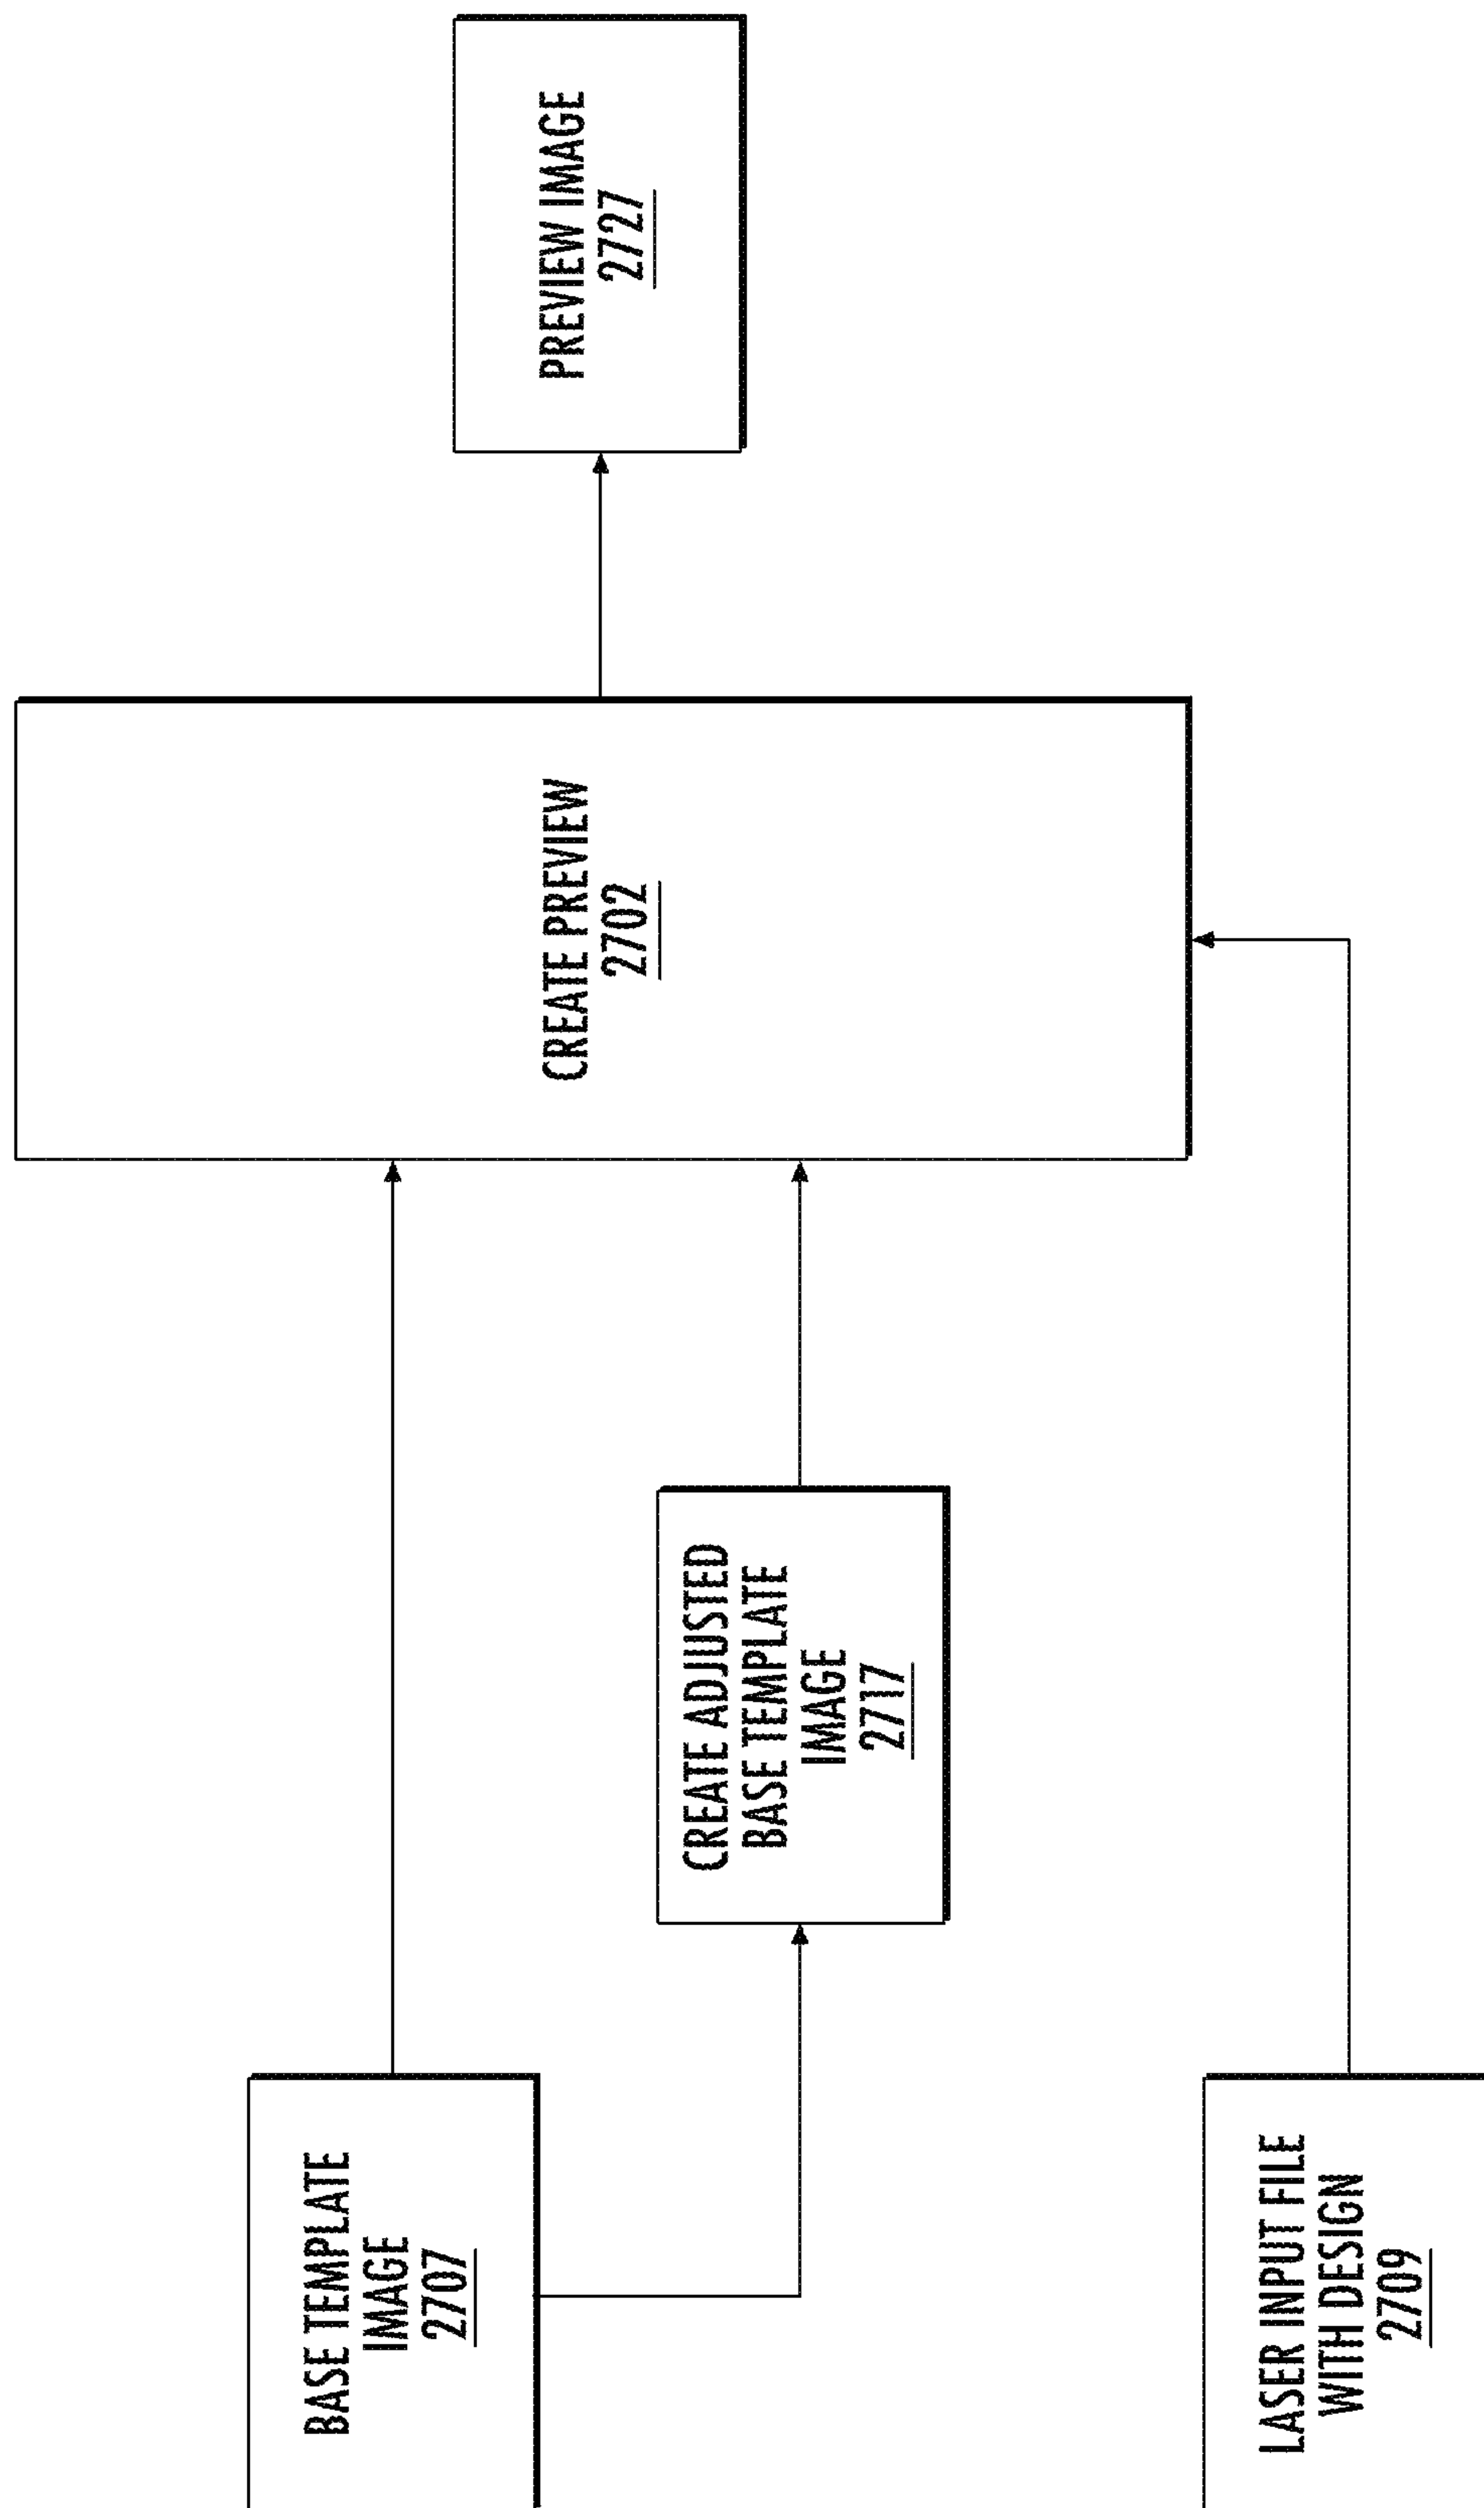 BASE TEMPLATE
IMAGE
2707
CREATE ADJUSTED
BASE TEMPLATE
IMAGE
2717
LASER INPUT FILE
WITH DESIGN
2709
CREATE PREVIEW
2702
PREVIEW IMAGE
2727